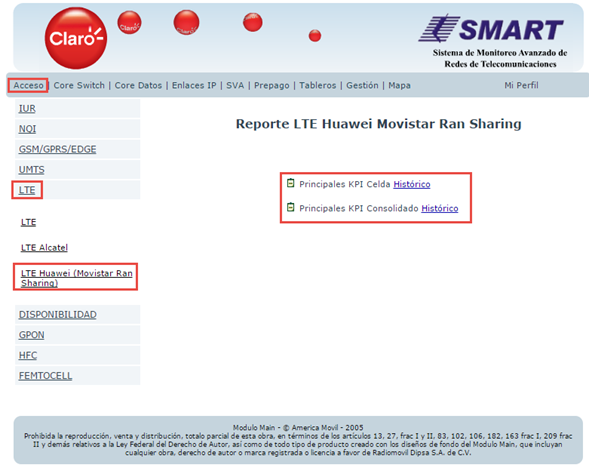 Claro
Claro
Claro
SMART
Sistema de Monitoreo Avanzado de
Redes de Telecomunicaciones
Acceso | Core Switch | Core Datos | Enlaces IP | SVA | Prepago | Tableros | Gestión | Mapa
Mi Perfil
IUR
NQI
GSM/GPRS/EDGE
UMTS
LTE
LTE
LTE Alcatel
LTE Huawei (Movistar Ran
Sharing)
DISPONIBILIDAD
GPON
HFC
FEMTOCELL
Reporte LTE Huawei Movistar Ran Sharing
Principales KPI Celda Histórico
Principales KPI Consolidado Histórico
Modulo Main - © America Movil - 2005
Prohibida la reproducción, venta y distribución, totalo parcial de esta obra, en términos de los artículos 13, 27, frac I y II, 83, 102, 106, 182, 163 frac I, 209 frac
II y demás relativos a la Ley Federal del Derecho de Autor, así como de todo tipo de producto creado con los diseños de fondo del Modulo Main, que incluyan
cualquier obra, derecho de autor o marca registrada o licencia a favor de Radiomovil Dipsa S.A. de C.V.